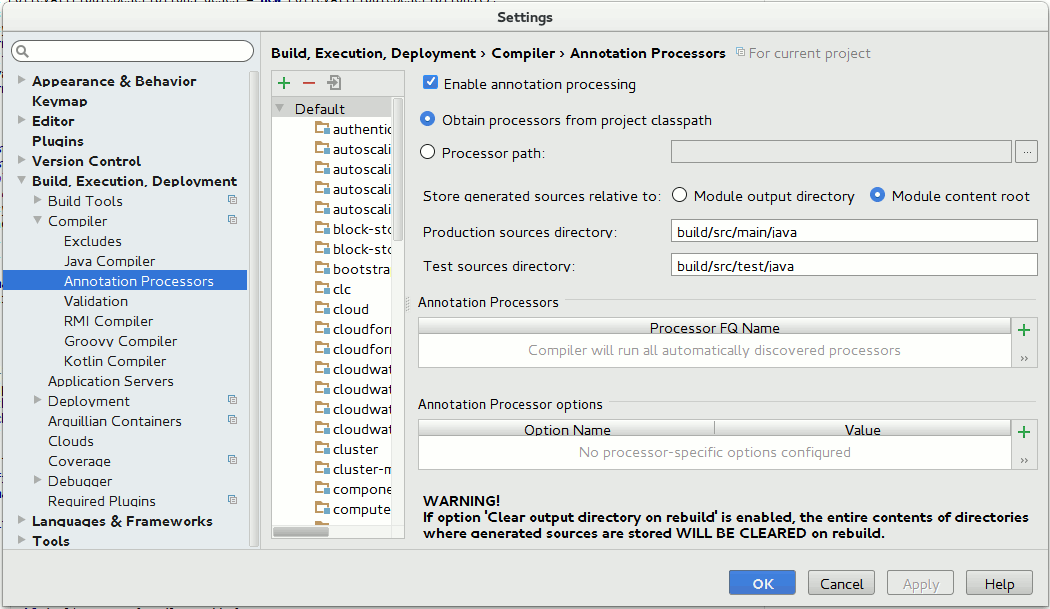 Settings
Build, Execution, Deployment › Compiler › Annotation Processors For current project
Appearance & Behavior
Keymap
Editor
Plugins
Version Control
Build, Execution, Deployment
Build Tools
Compiler
Excludes
Java Compiler
Annotation Processors
Validation
RMI Compiler
Groovy Compiler
Kotlin Compiler
Application Servers
Deployment
Arquillian Containers
Clouds
Coverage
Debugger
Required Plugins
Languages & Frameworks
Tools
Default
authentic
autoscali
autoscali
autoscali
autoscali
block-sto
block-sto
bootstra
clc
cloud
cloudforr
cloudforr
cloudwat
cloudwat
cloudwat
cloudwat
cluster
cluster-m
compone
compute
Enable annotation processing
Obtain processors from project classpath
Processor path:
...
Store generated sources relative to: Module output directory Module content root
Production sources directory: build/src/main/java
Test sources directory: build/src/test/java
Annotation Processors
Processor FQ Name
Compiler will run all automatically discovered processors
Annotation Processor options
Option Name Value
No processor-specific options configured
WARNING!
If option 'Clear output directory on rebuild' is enabled, the entire contents of directories
where generated sources are stored WILL BE CLEARED on rebuild.
OK Cancel Apply Help